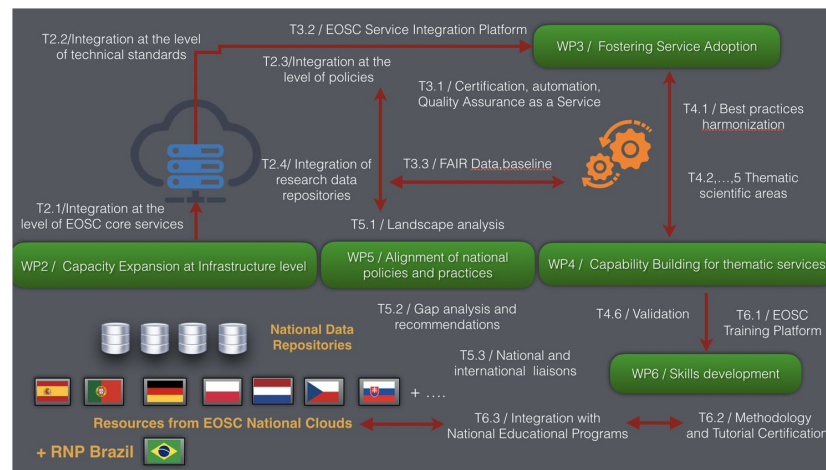 T3.2 / EOSC Service Integration Platform
T2.2/Integration at the level
of technical standards
WP3 /  Fostering Service Adoption
T2.3/Integration at the
level of policies
T3.1 / Certification, automation,
Quality Assurance as a Service
T4.1 / Best practices
harmonization
T2.4/ Integration of
research data
repositories
T3.3 / FAIR Data,baseline
T4.2,…,5 Thematic
scientific areas
T2.1/Integration at the
level of EOSC core services
T5.1 / Landscape analysis
WP2 /  Capacity Expansion at Infrastructure level
WP5 / Alignment of national
policies and practices
WP4 / Capability Building for thematic services
T5.2 / Gap analysis and
recommendations
T4.6 / Validation
T6.1 / EOSC
Training Platform
National Data
Repositories
T5.3 / National and
international  liaisons
WP6 / Skills development
+ ….
Resources from EOSC National Clouds
T6.3 / Integration with
National Educational Programs
T6.2 / Methodology
and Tutorial Certification
+ RNP Brazil